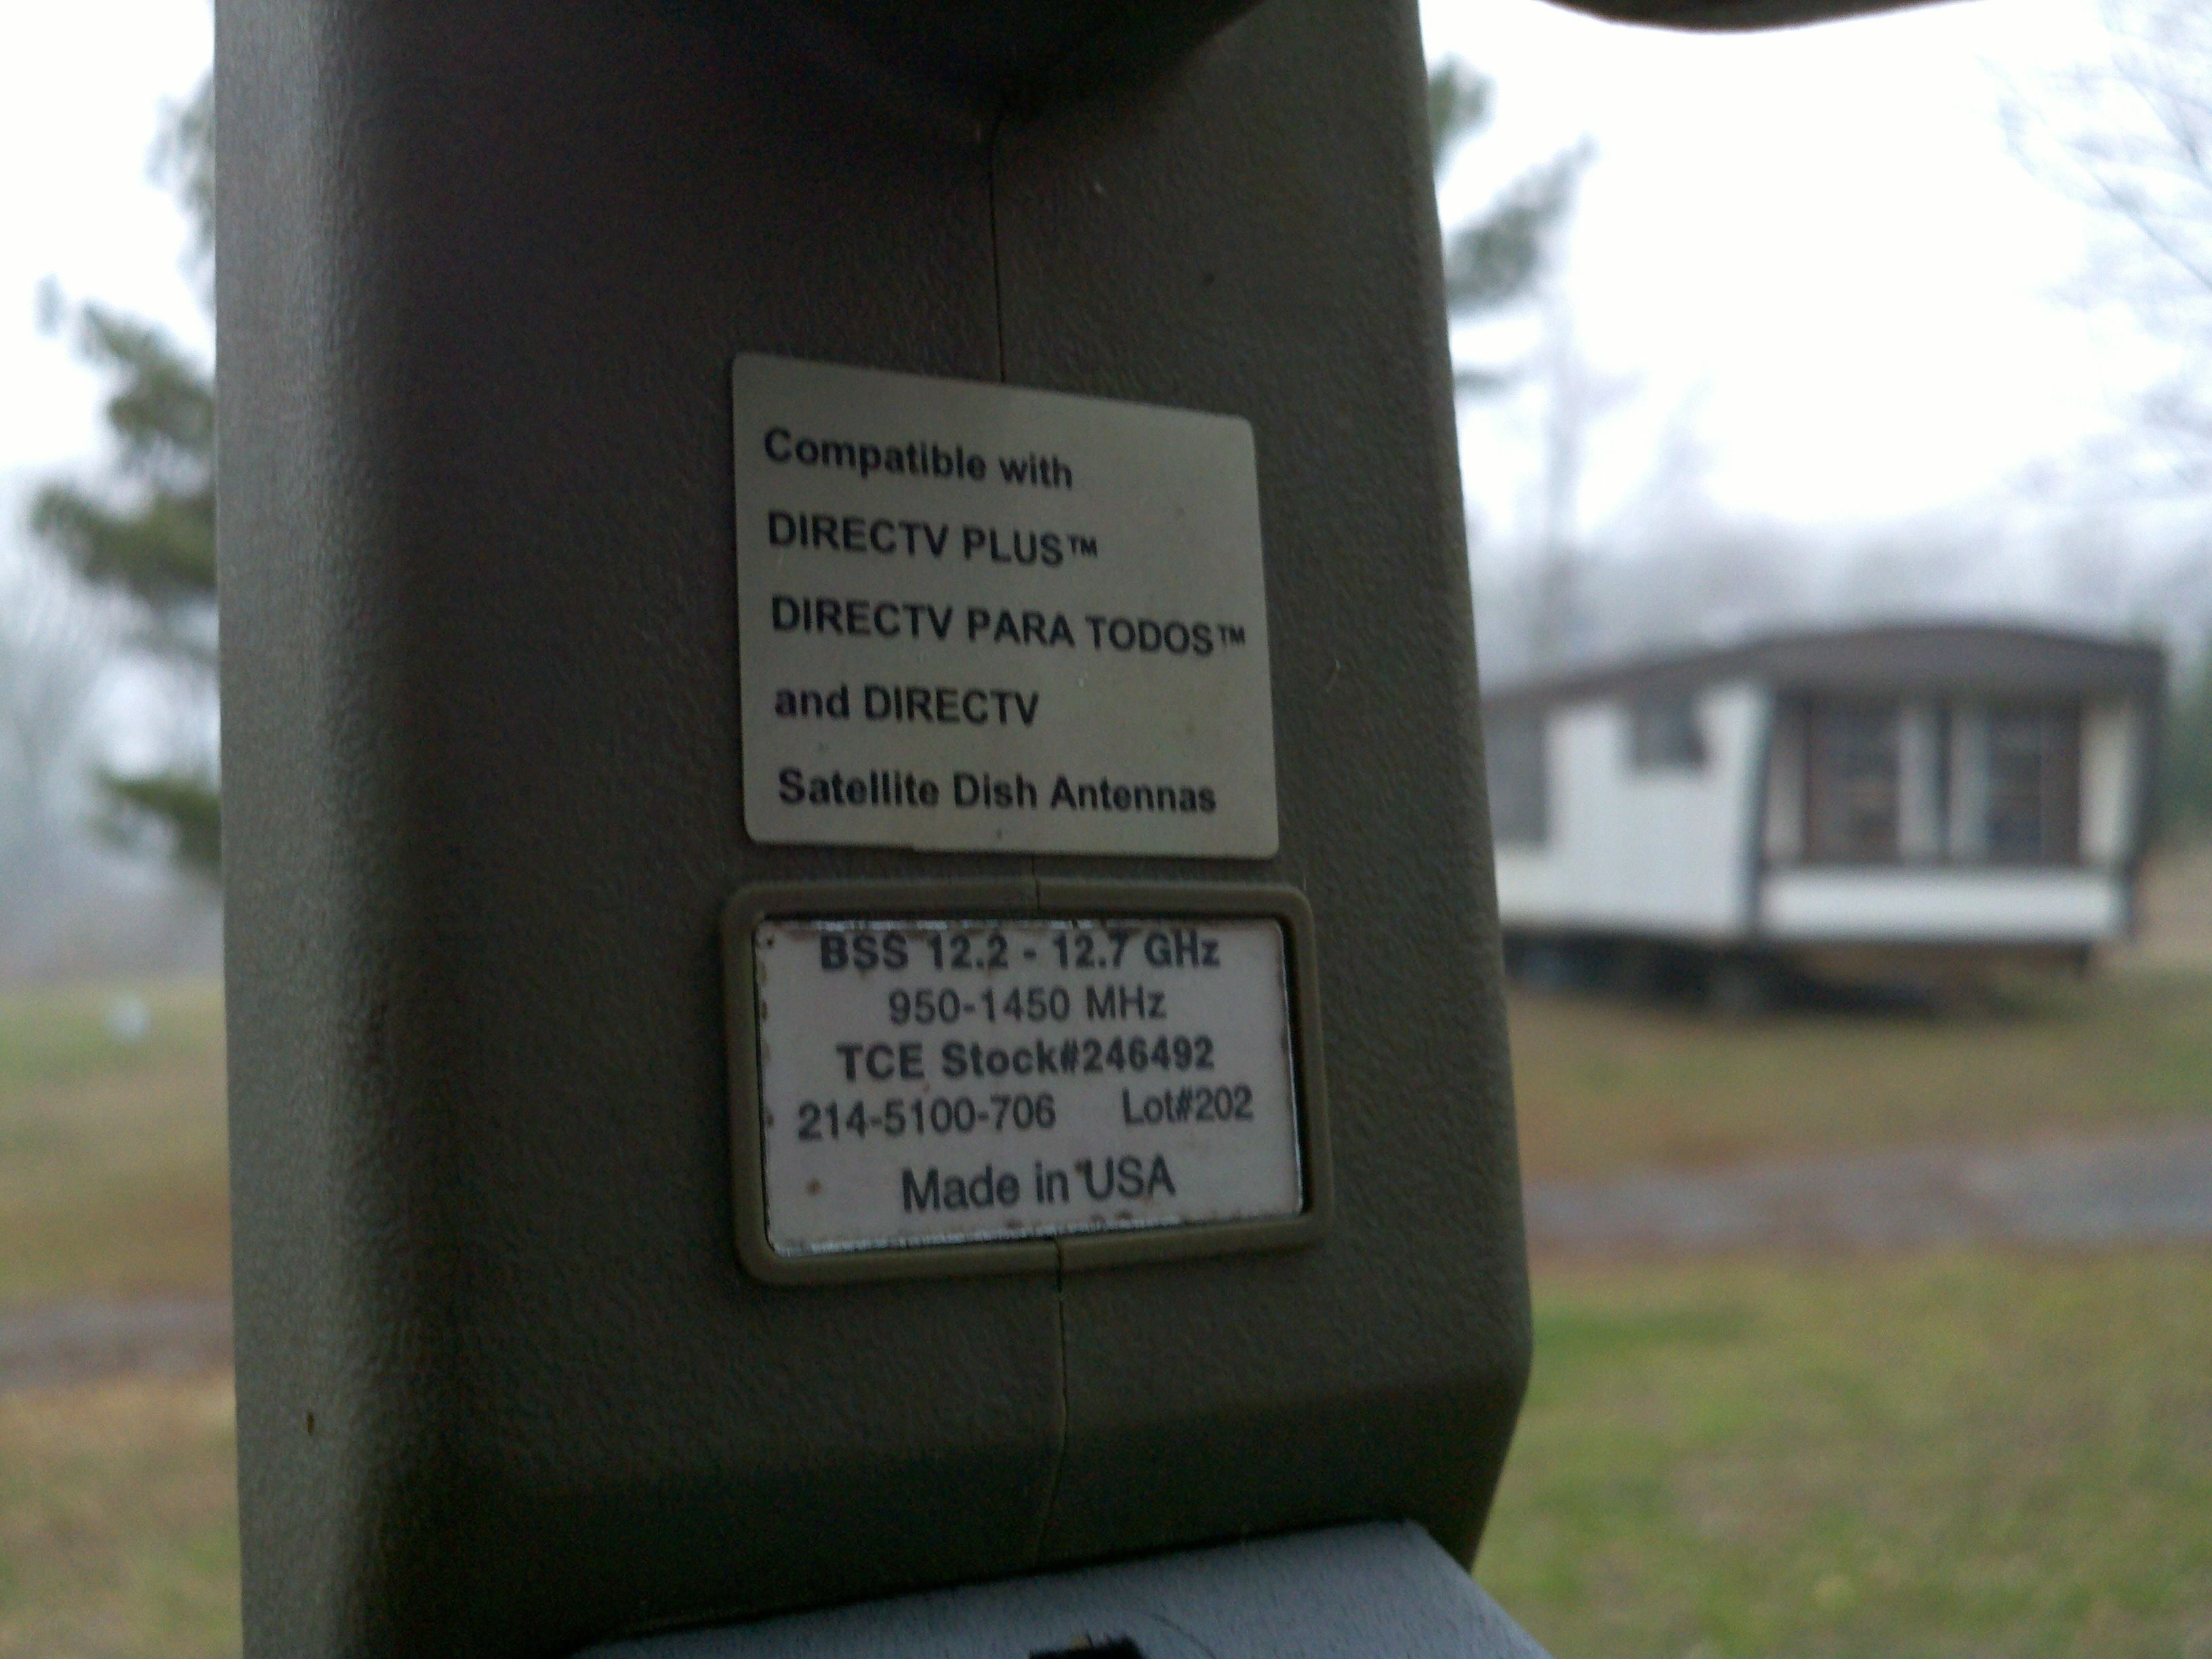 Compatible with
DIRECTV PLUS™
DIRECTV PARA TODOS™
and DIRECTV
Satellite Dish Antennas
BSS 12.2 - 12.7 GHz
950-1450 MHz
TCE Stock#246492
214-5100-706 Lot#202
Made in USA